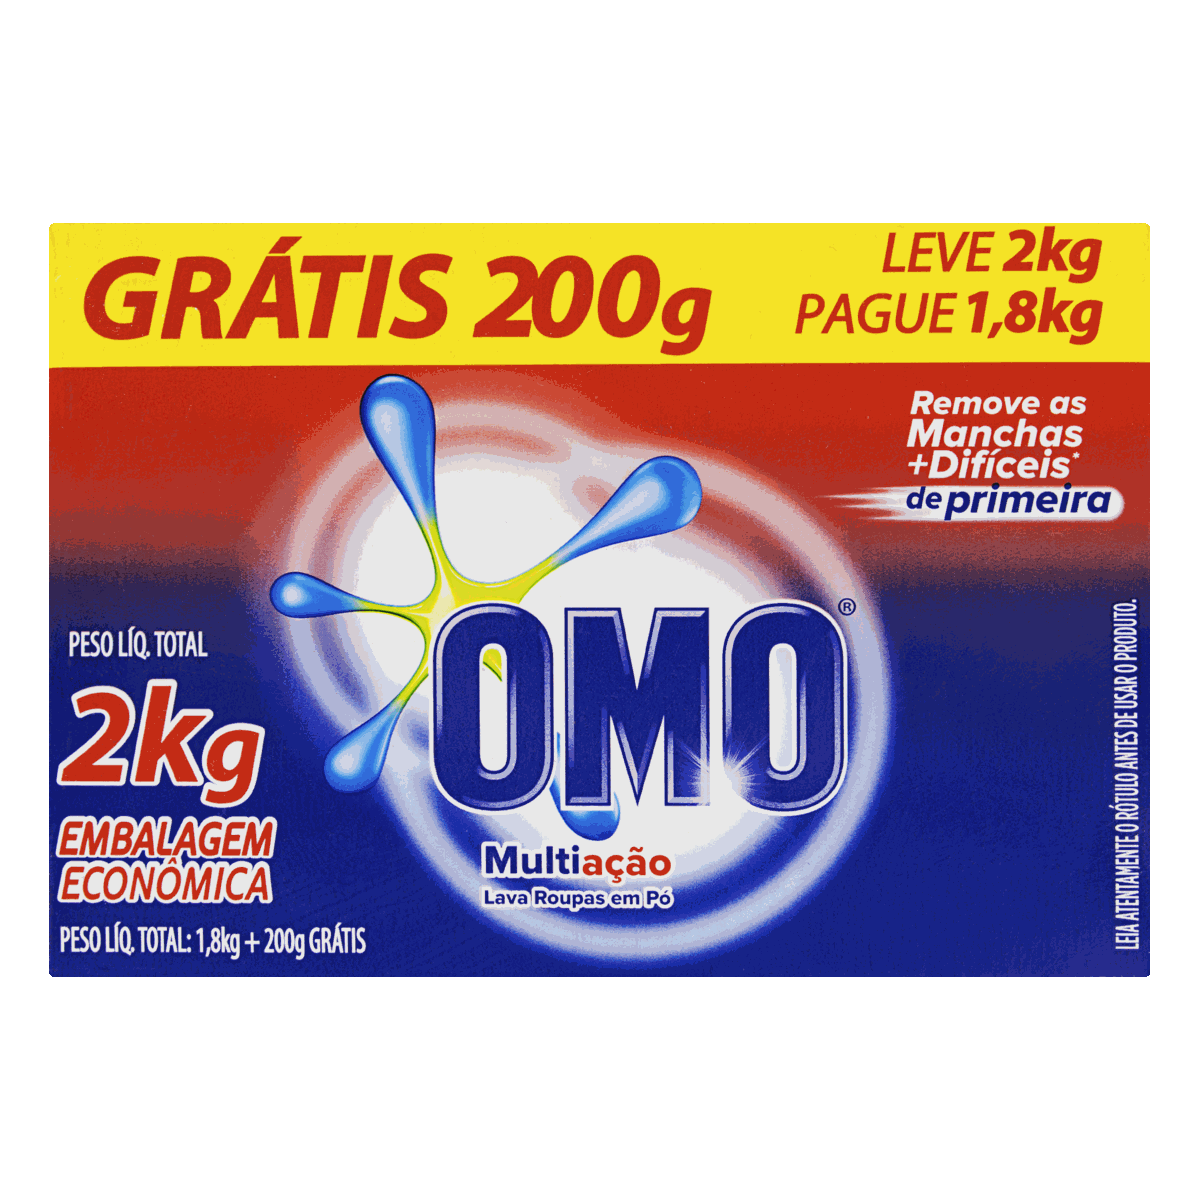 GRÁTIS 200g
LEVE 2kg
PAGUE 1,8kg
Remove as
Manchas
+Difíceis*
de primeira
OMO®
PESO LÍQ. TOTAL
2kg
EMBALAGEM
ECONÔMICA
PESO LÍQ. TOTAL: 1,8kg + 200g GRÁTIS
Multiação
Lava Roupas em Pó
LEIA ATENTAMENTE O RÓTULO ANTES DE USAR O PRODUTO.